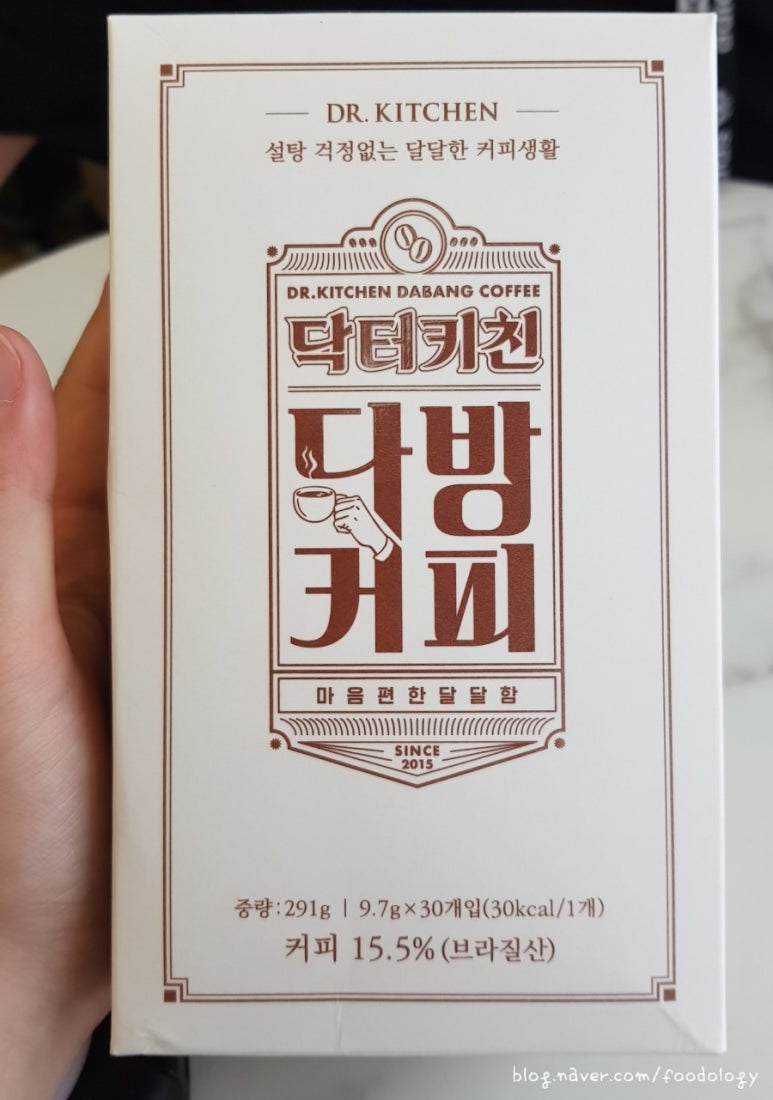 DR. KITCHEN
설탕 걱정없는 달달한 커피생활
DR.KITCHEN DABANG COFFEE
닥터키친
다방
커피
마음편한달달함
SINCE
2015
중량:291g | 9.7g×30개입(30kcal/1개)
커피 15.5%(브라질산)
blog.naver.com/foodology